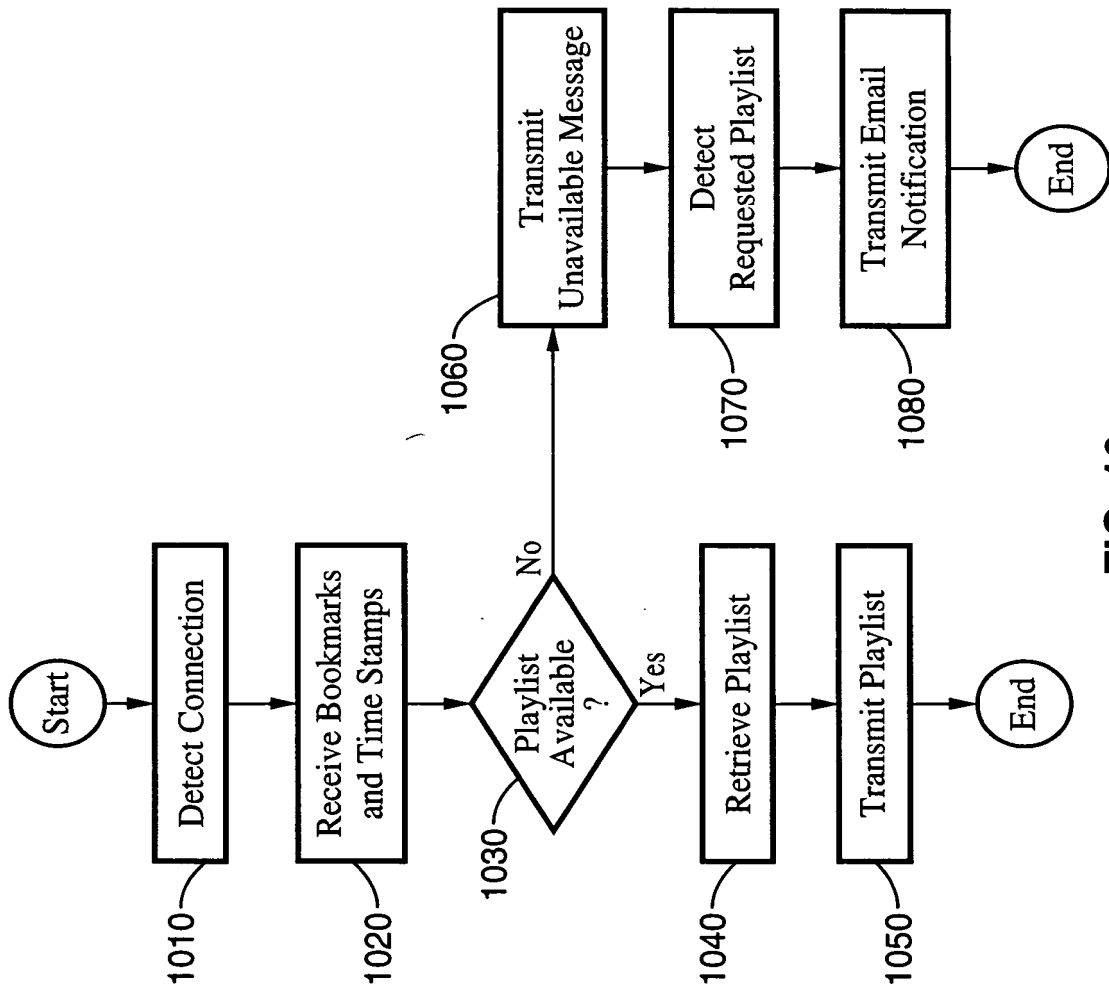 Start
Detect Connection
1010
Receive Bookmarks
and Time Stamps
1020
Playlist
Available
?
1030
No
Yes
Retrieve Playlist
1040
Transmit Playlist
1050
End
Transmit
Unavailable Message
1060
Detect
Requested Playlist
1070
Transmit Email
Notification
1080
End